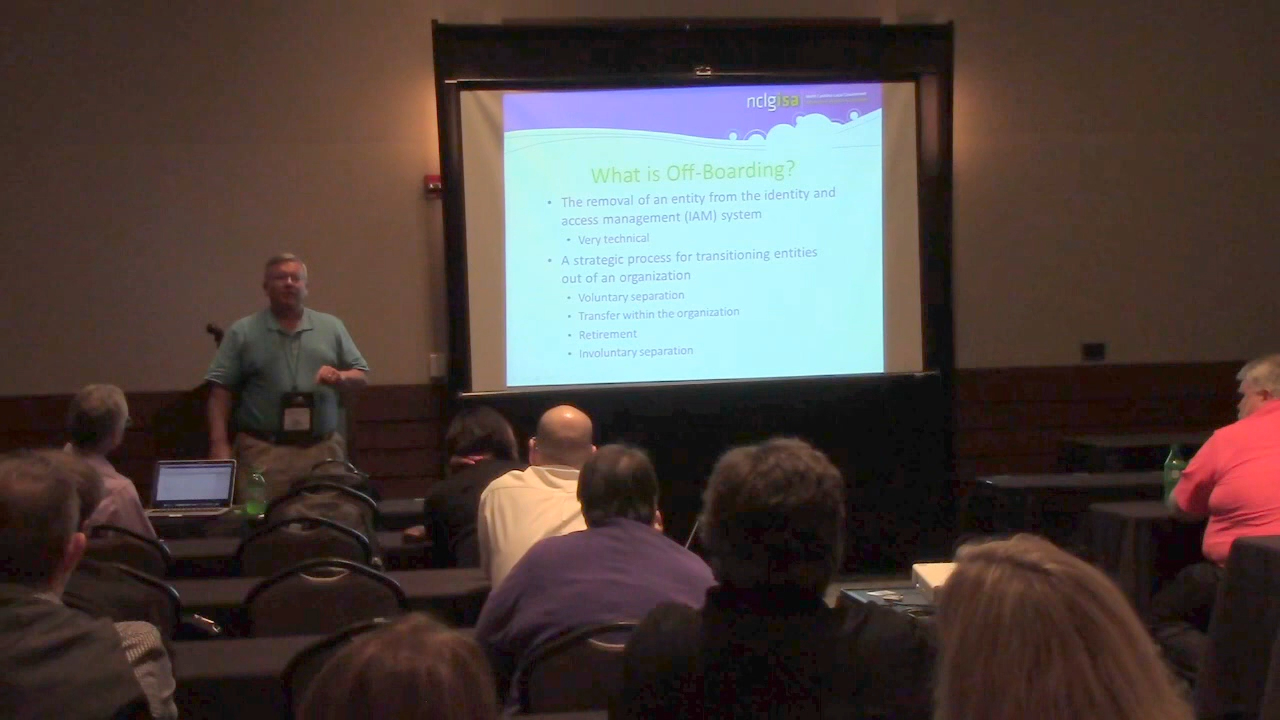 nclgisa
What is Off-Boarding?
• The removal of an entity from the identity and
access management (IAM) system
• Very technical
• A strategic process for transitioning entities
out of an organization
• Voluntary separation
• Transfer within the organization
• Retirement
• Involuntary separation